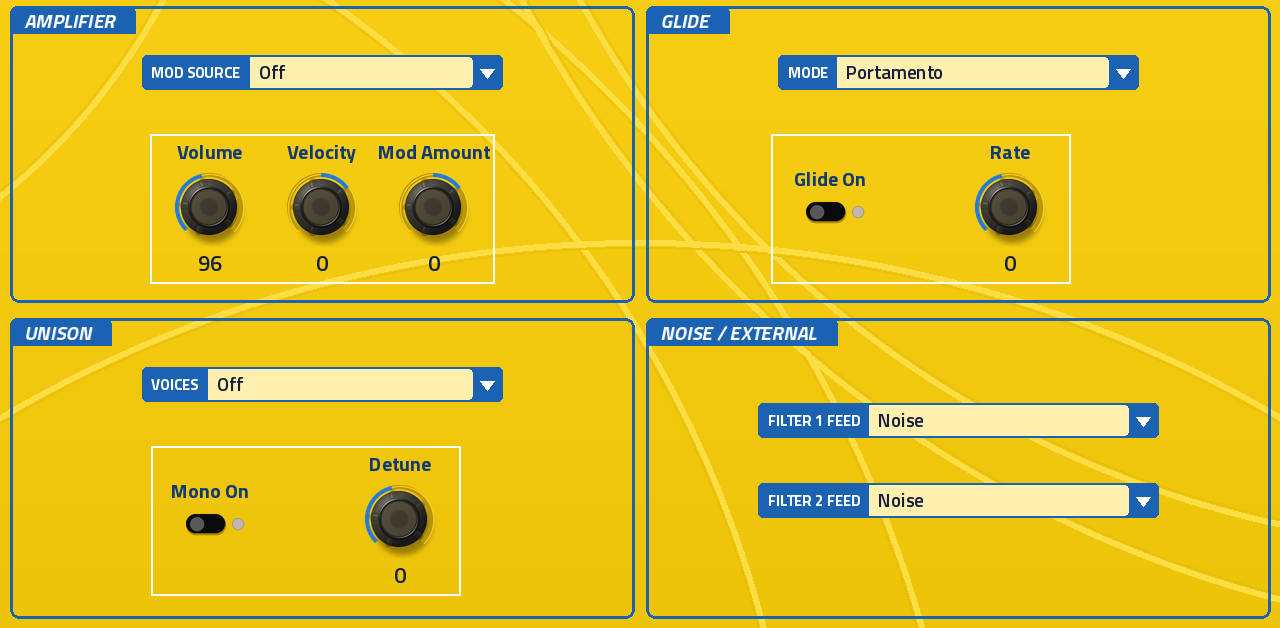 AMPLIFIER
MOD SOURCE Off
Volume Velocity Mod Amount
96 0 0
GLIDE
MODE Portamento
Glide On
Rate
0
UNISON
VOICES Off
Mono On
Detune
0
NOISE / EXTERNAL
FILTER 1 FEED Noise
FILTER 2 FEED Noise